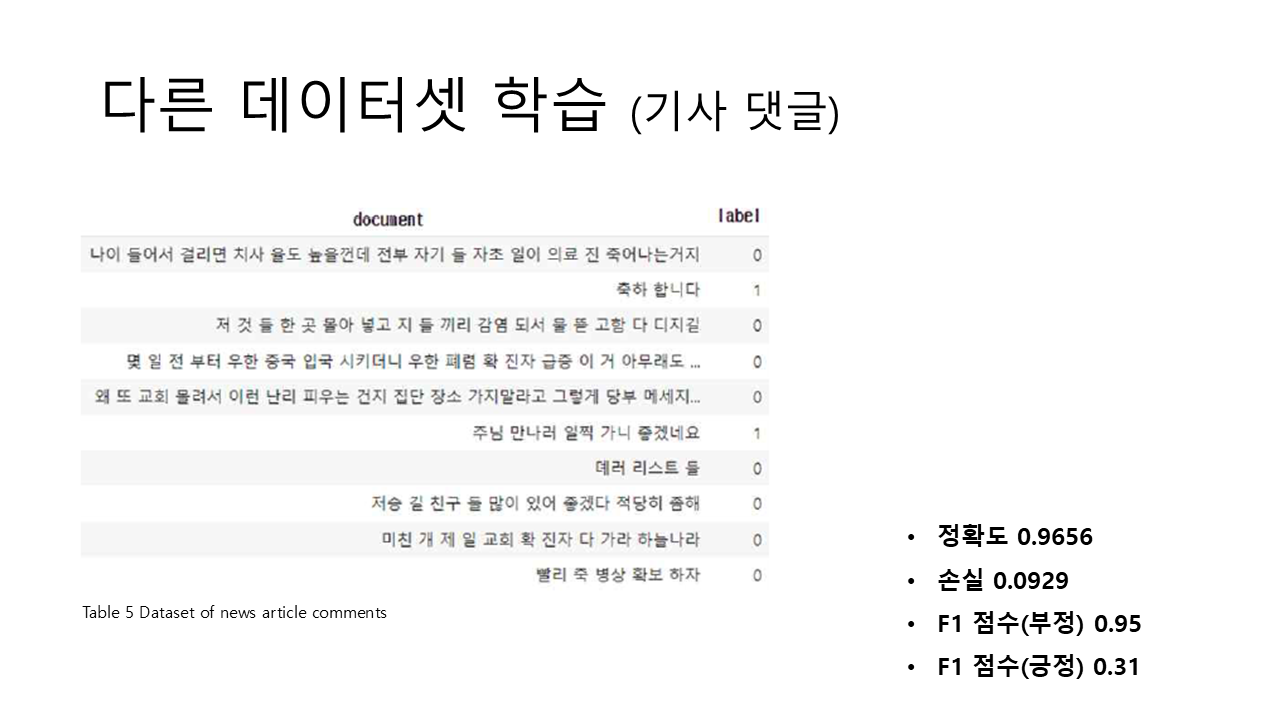 다른 데이터셋 학습 (기사 댓글)
document label
나이 들어서 걸리면 치사 율도 높을껀데 전부 자기 들 자초 일이 의료 진 죽어나는거지 0
축하 합니다 1
저 것 들 한 곳 몰아 넣고 지 들 끼리 감염 되서 물 뜯 고함 다 디지길 0
몇 일 전 부터 우한 중국 입국 시키더니 우한 폐렴 확 진자 급증 이 거 아무래도 ... 0
왜 또 교회 몰려서 이런 난리 피우는 건지 집단 장소 가지말라고 그렇게 당부 메세지... 0
주님 만나러 일찍 가니 좋겠네요 1
데러 리스트 들 0
저승 길 친구 들 많이 있어 좋겠다 적당히 좀해 0
미친 개 제 일 교회 확 진자 다 가라 하늘나라 0
빨리 죽 병상 확보 하자 0
Table 5 Dataset of news article comments
• 정확도 0.9656
• 손실 0.0929
• F1 점수(부정) 0.95
• F1 점수(긍정) 0.31